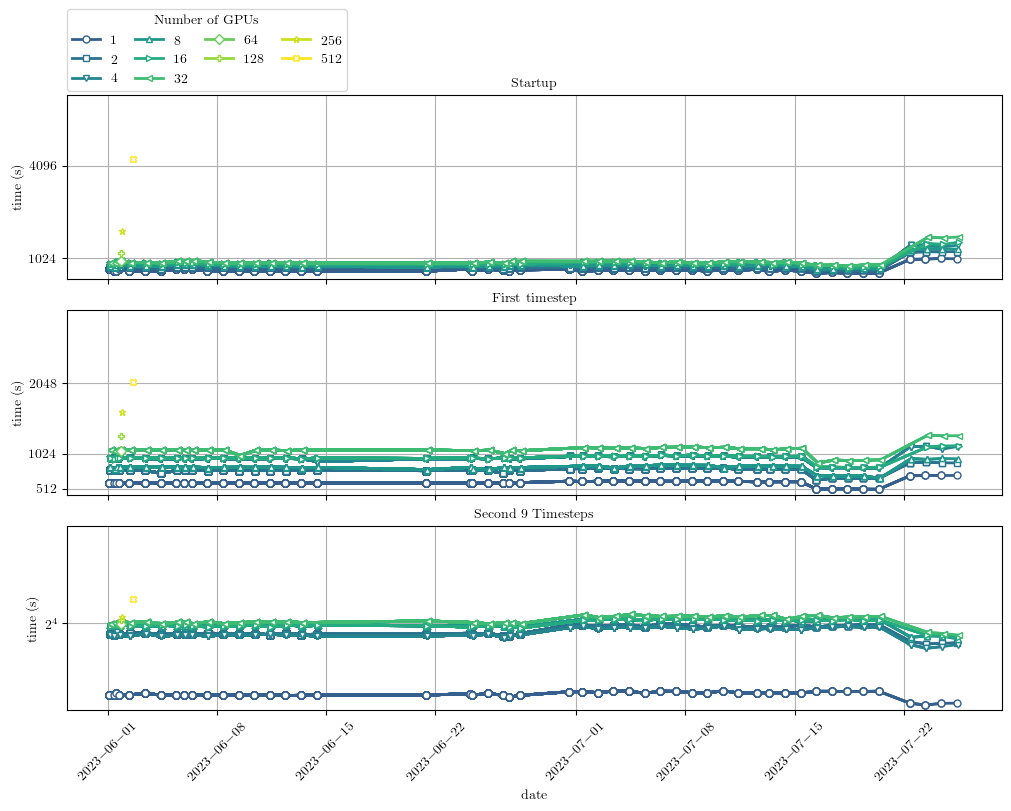 Number of GPUs
1 8 64 256
2 16 128 512
4 32
Startup
4096
1024
time (s)
First timestep
2048
1024
512
time (s)
Second 9 Timesteps
2⁴
time (s)
2023−06−01 2023−06−08 2023−06−15 2023−06−22 2023−07−01 2023−07−08 2023−07−15 2023−07−22
date